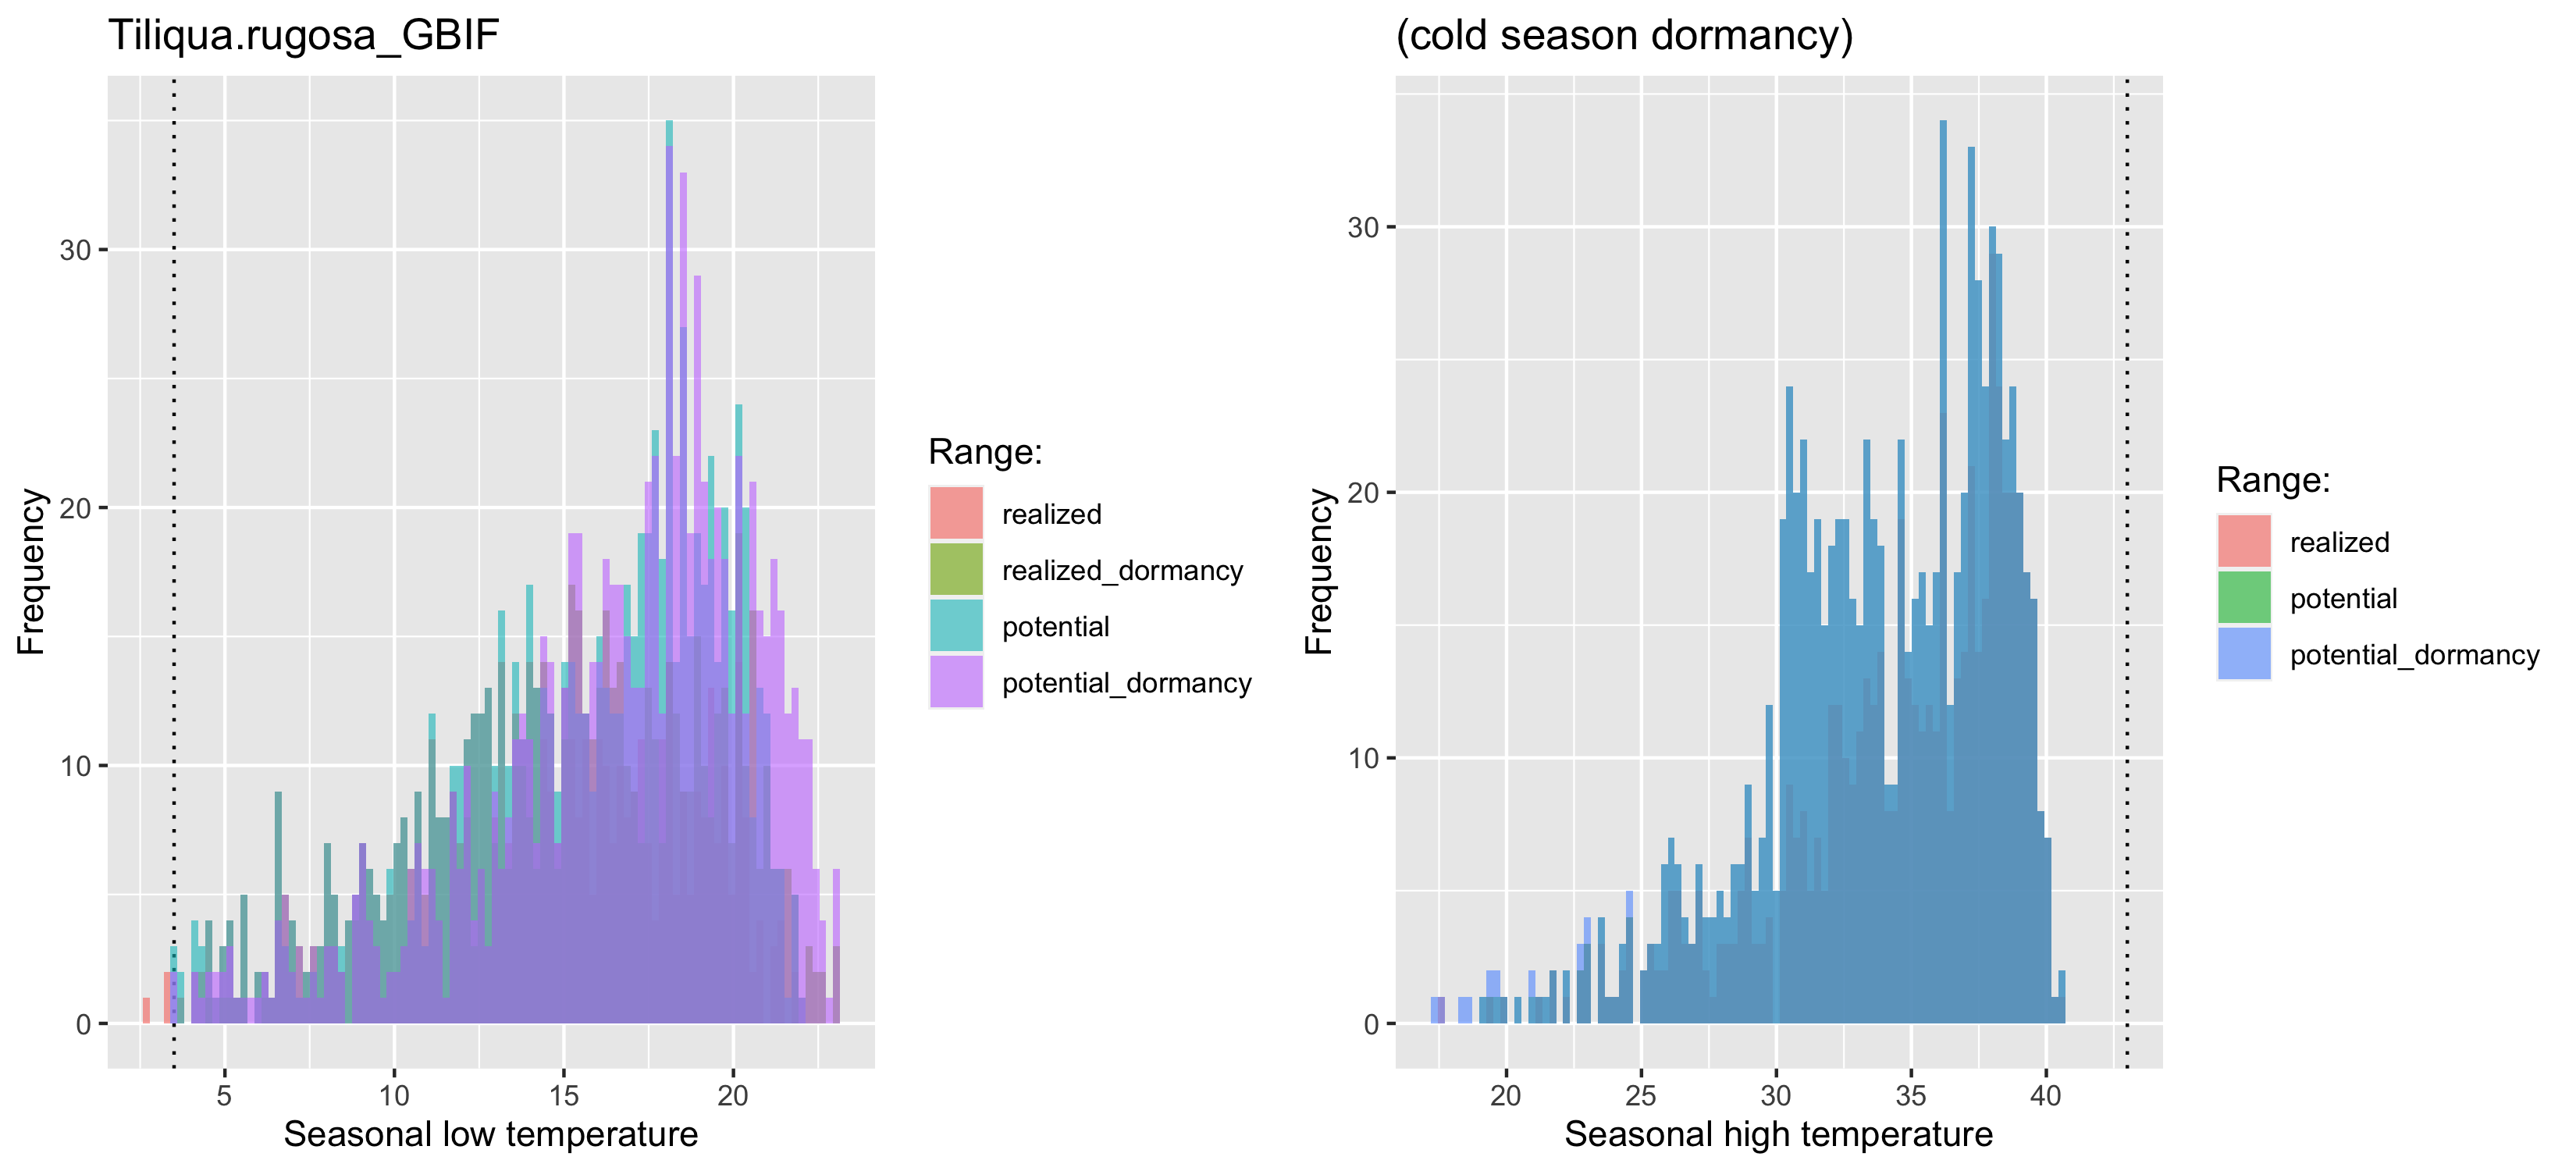 Tiliqua.rugosa_GBIF
Frequency
30
20
10
0
5
10
15
20
Seasonal low temperature
Range:
realized
realized_dormancy
potential
potential_dormancy
(cold season dormancy)
Frequency
30
20
10
0
20
25
30
35
40
Seasonal high temperature
Range:
realized
potential
potential_dormancy